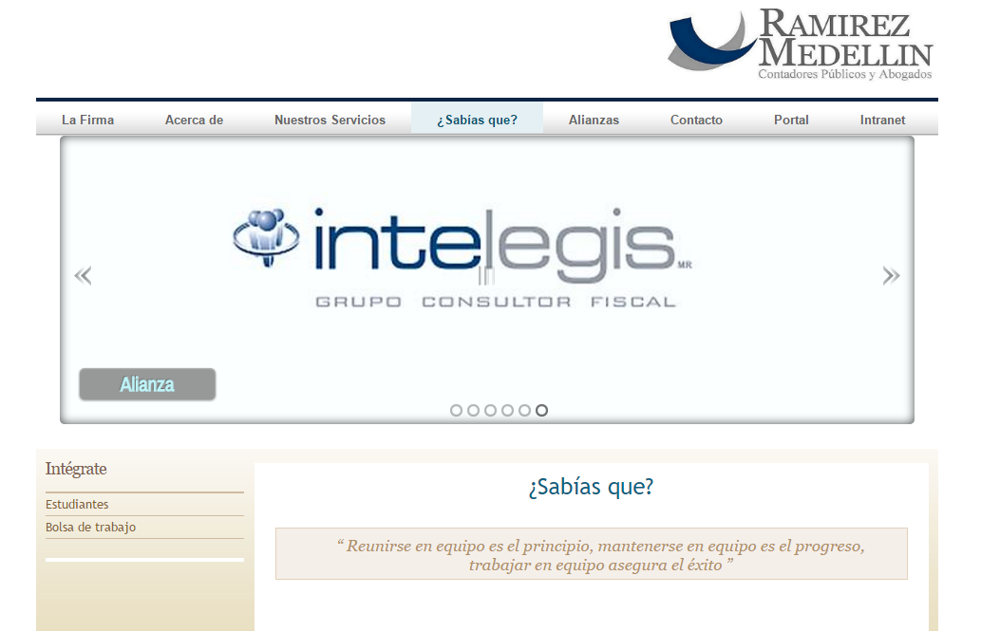 RAMIREZ
MEDELLIN
Contadores Públicos y Abogados
La Firma Acerca de Nuestros Servicios ¿Sabías que? Alianzas Contacto Portal Intranet
intelegis MR
GRUPO CONSULTOR FISCAL
Alianza
Intégrate
Estudiantes
Bolsa de trabajo
¿Sabías que?
“ Reunirse en equipo es el principio, mantenerse en equipo es el progreso,
trabajar en equipo asegura el éxito ”